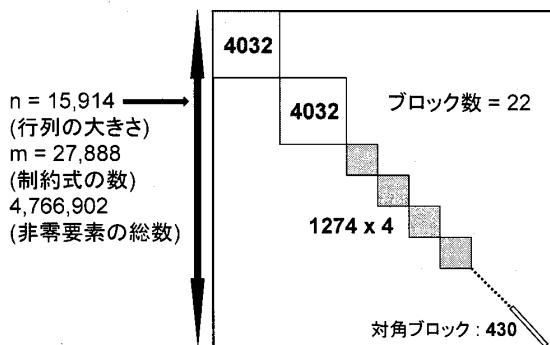 4032
4032
ブロック数 = 22
n = 15,914
(行列の大きさ)
m = 27,888
(制約式の数)
4,766,902
(非零要素の総数)
1274 x 4
対角ブロック : 430